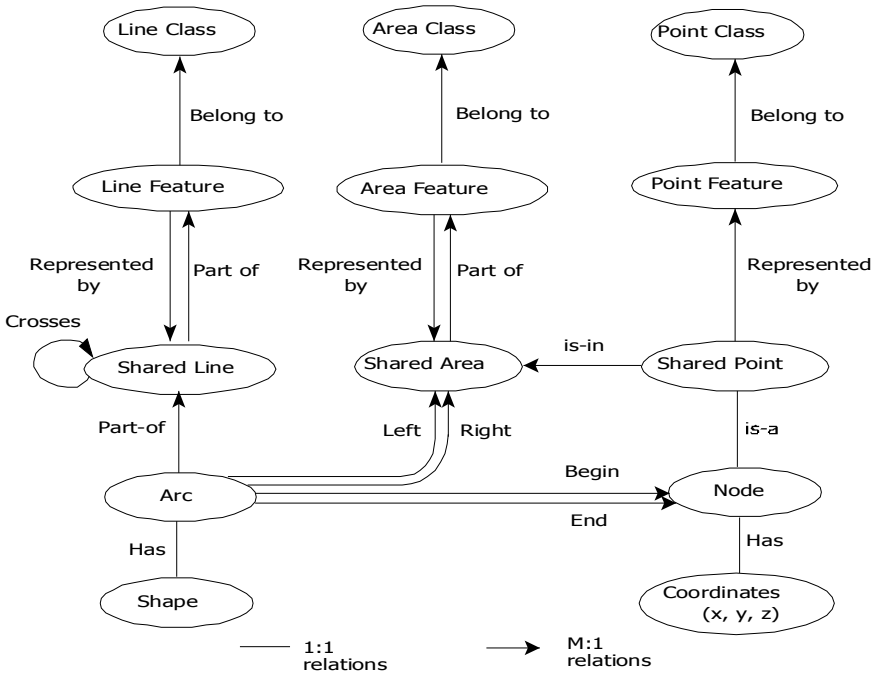 Line Class
Area Class
Point Class
Belong to
Belong to
Belong to
Line Feature
Area Feature
Point Feature
Represented
by
Part of
Represented
by
Part of
Represented
by
Crosses
Shared Line
Shared Area
is-in
Shared Point
Part-of
Left
Right
is-a
Arc
Begin
End
Node
Has
Has
Shape
Coordinates
(x, y, z)
1:1
relations
M:1
relations